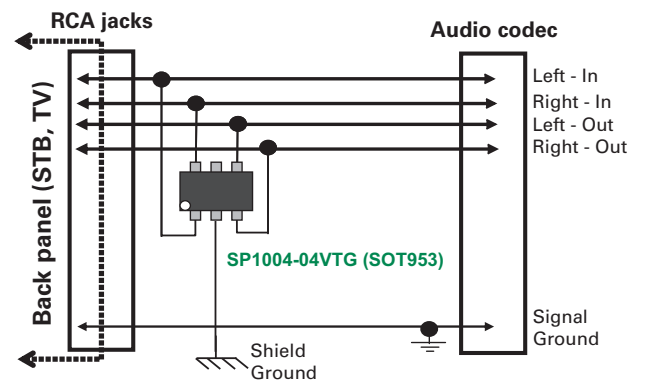 RCA jacks
Audio codec
Back panel (STB, TV)
Left - In
Right - In
Left - Out
Right - Out
SP1004-04VTG (SOT953)
Signal
Ground
Shield
Ground